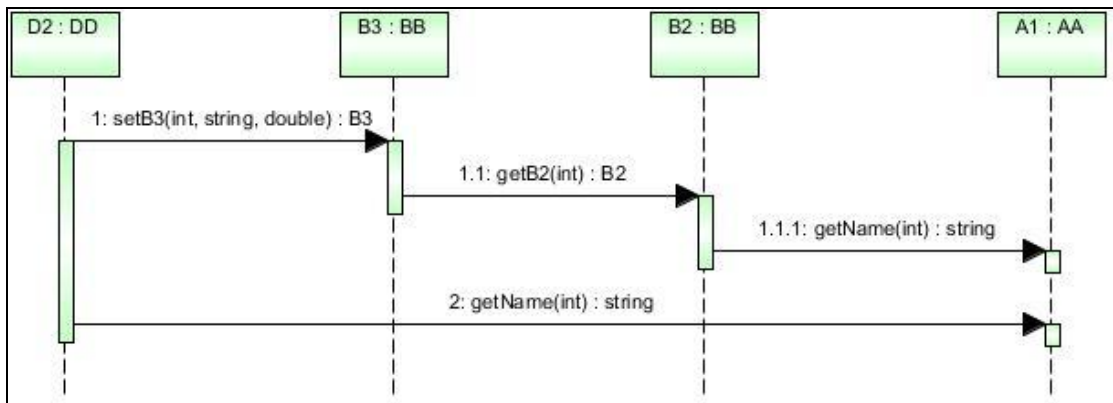 D2 : DD
B3 : BB
B2 : BB
A1 : AA
1: setB3(int, string, double) : B3
1.1: getB2(int) : B2
1.1.1: getName(int) : string
2: getName(int) : string